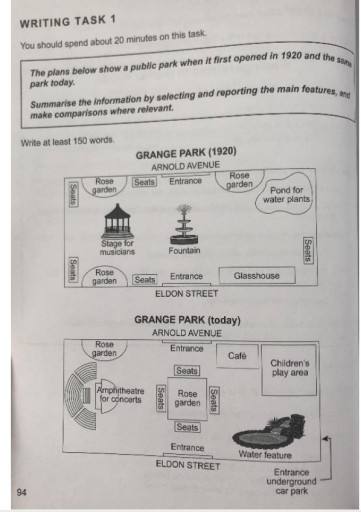 WRITING TASK 1
You should spend about 20 minutes on this task.
The plans below show a public park when it first opened in 1920 and the same
park today.
Summarise the information by selecting and reporting the main features, and
make comparisons where relevant.
Write at least 150 words.
GRANGE PARK (1920)
ARNOLD AVENUE
Seats
Rose
garden
Seats
Entrance
Rose
garden
Pond for
water plants
Stage for
musicians
Fountain
Seats
Seats
Rose
garden
Seats
Entrance
Glasshouse
ELDON STREET
GRANGE PARK (today)
ARNOLD AVENUE
Rose
garden
Entrance
Café
Children's
play area
Seats
Amphitheatre
for concerts
Seats
Rose
garden
Seats
Seats
Entrance
Water feature
ELDON STREET
Entrance
underground
car park
94